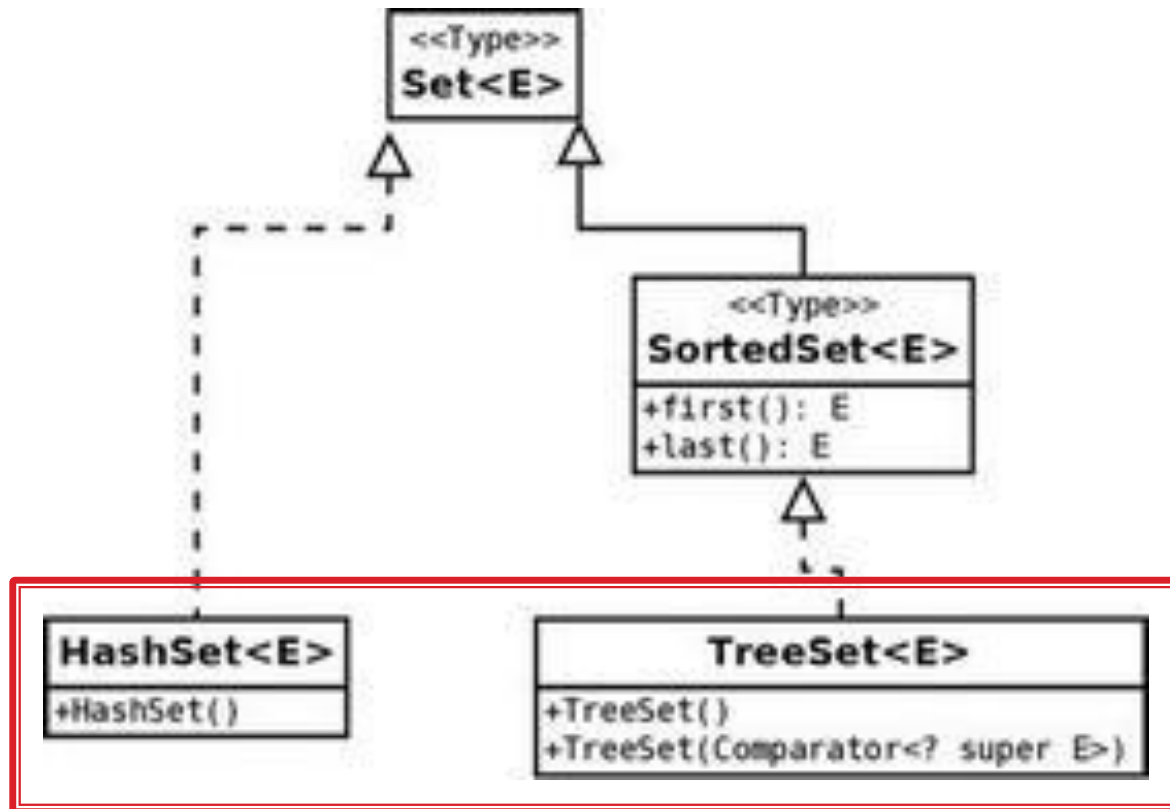 <<Type>>
Set<E>
<<Type>>
SortedSet<E>
+first(): E
+last(): E
HashSet<E>
+HashSet()
TreeSet<E>
+TreeSet()
+TreeSet(Comparator<? super E>)